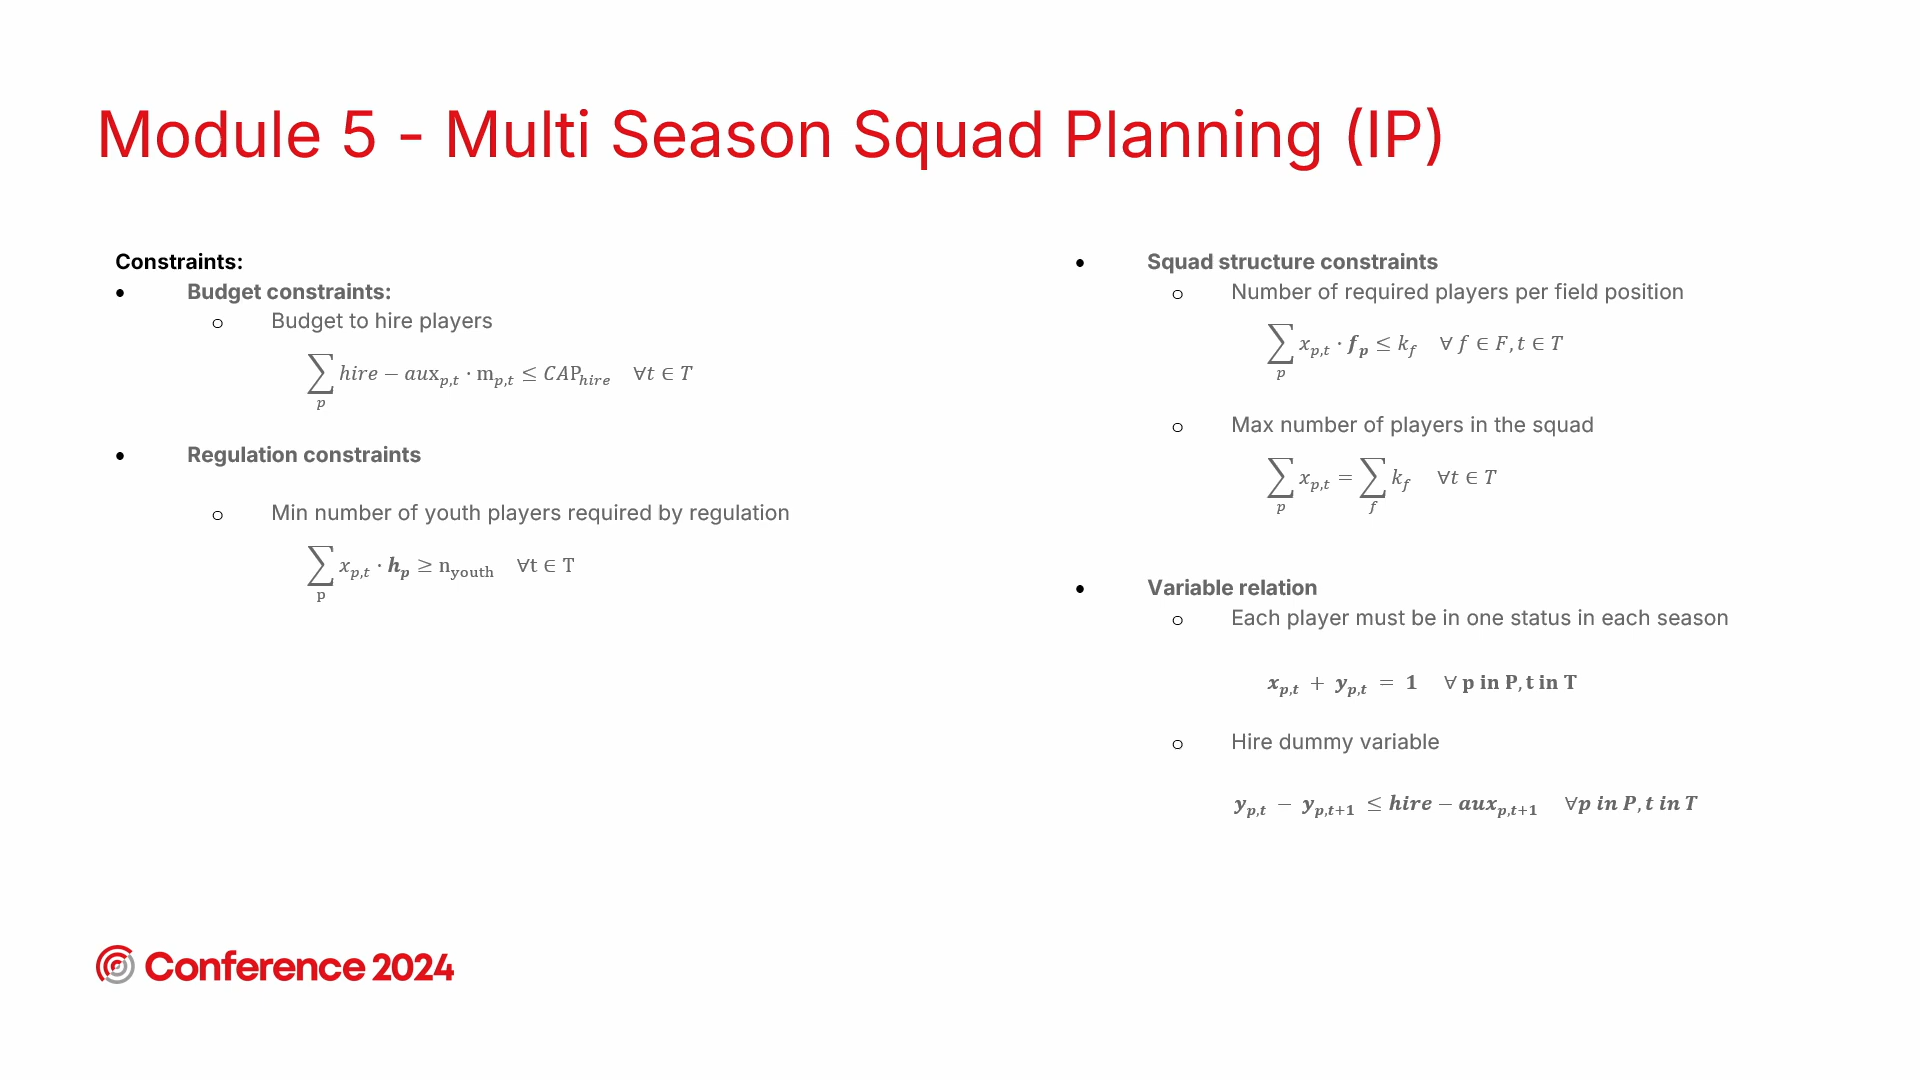 Module 5 - Multi Season Squad Planning (IP)
Constraints:
• Budget constraints:
o Budget to hire players
∑_p hire − aux_{p,t} · m_{p,t} ≤ CAP_{hire} ∀t ∈ T
• Regulation constraints
o Min number of youth players required by regulation
∑_p x_{p,t} · h_p ≥ n_{youth} ∀t ∈ T
• Squad structure constraints
o Number of required players per field position
∑_p x_{p,t} · f_p ≤ k_f ∀ f ∈ F, t ∈ T
o Max number of players in the squad
∑_p x_{p,t} = ∑_f k_f ∀t ∈ T
• Variable relation
o Each player must be in one status in each season
x_{p,t} + y_{p,t} = 1 ∀ p in P, t in T
o Hire dummy variable
y_{p,t} − y_{p,t+1} ≤ hire − aux_{p,t+1} ∀p in P, t in T
Conference 2024